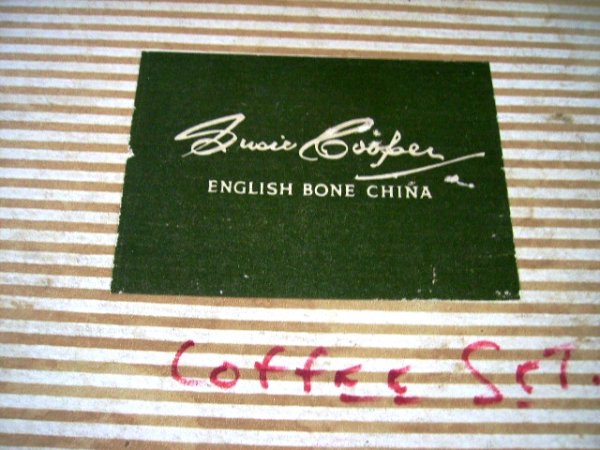 Susie Cooper
ENGLISH BONE CHINA
Coffee Set.